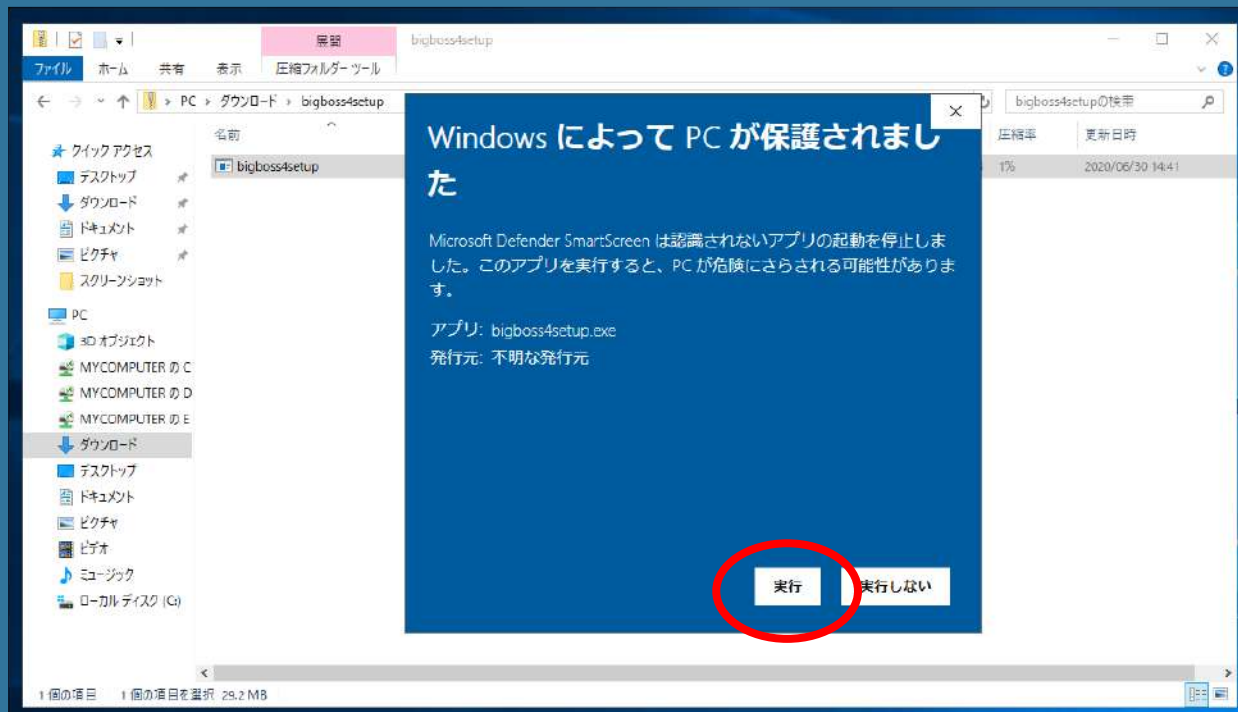 展開
bigboss4setup
ファイル
ホーム
共有
表示
圧縮フォルダー ツール
PC
ダウンロード
bigboss4setup
bigboss4setupの検索
名前
圧縮率
更新日時
bigboss4setup
1%
2020/06/30 14:41
クイック アクセス
デスクトップ
ダウンロード
ドキュメント
ピクチャ
スクリーンショット
PC
3D オブジェクト
MYCOMPUTER の C
MYCOMPUTER の D
MYCOMPUTER の E
ダウンロード
デスクトップ
ドキュメント
ピクチャ
ビデオ
ミュージック
ローカル ディスク (C:)
Windows によって PC が保護されまし
た
Microsoft Defender SmartScreen は認識されないアプリの起動を停止しま
した。このアプリを実行すると、PC が危険にさらされる可能性がありま
す。
アプリ: bigboss4setup.exe
発行元: 不明な発行元
実行
実行しない
1 個の項目
1 個の項目を選択 29.2 MB